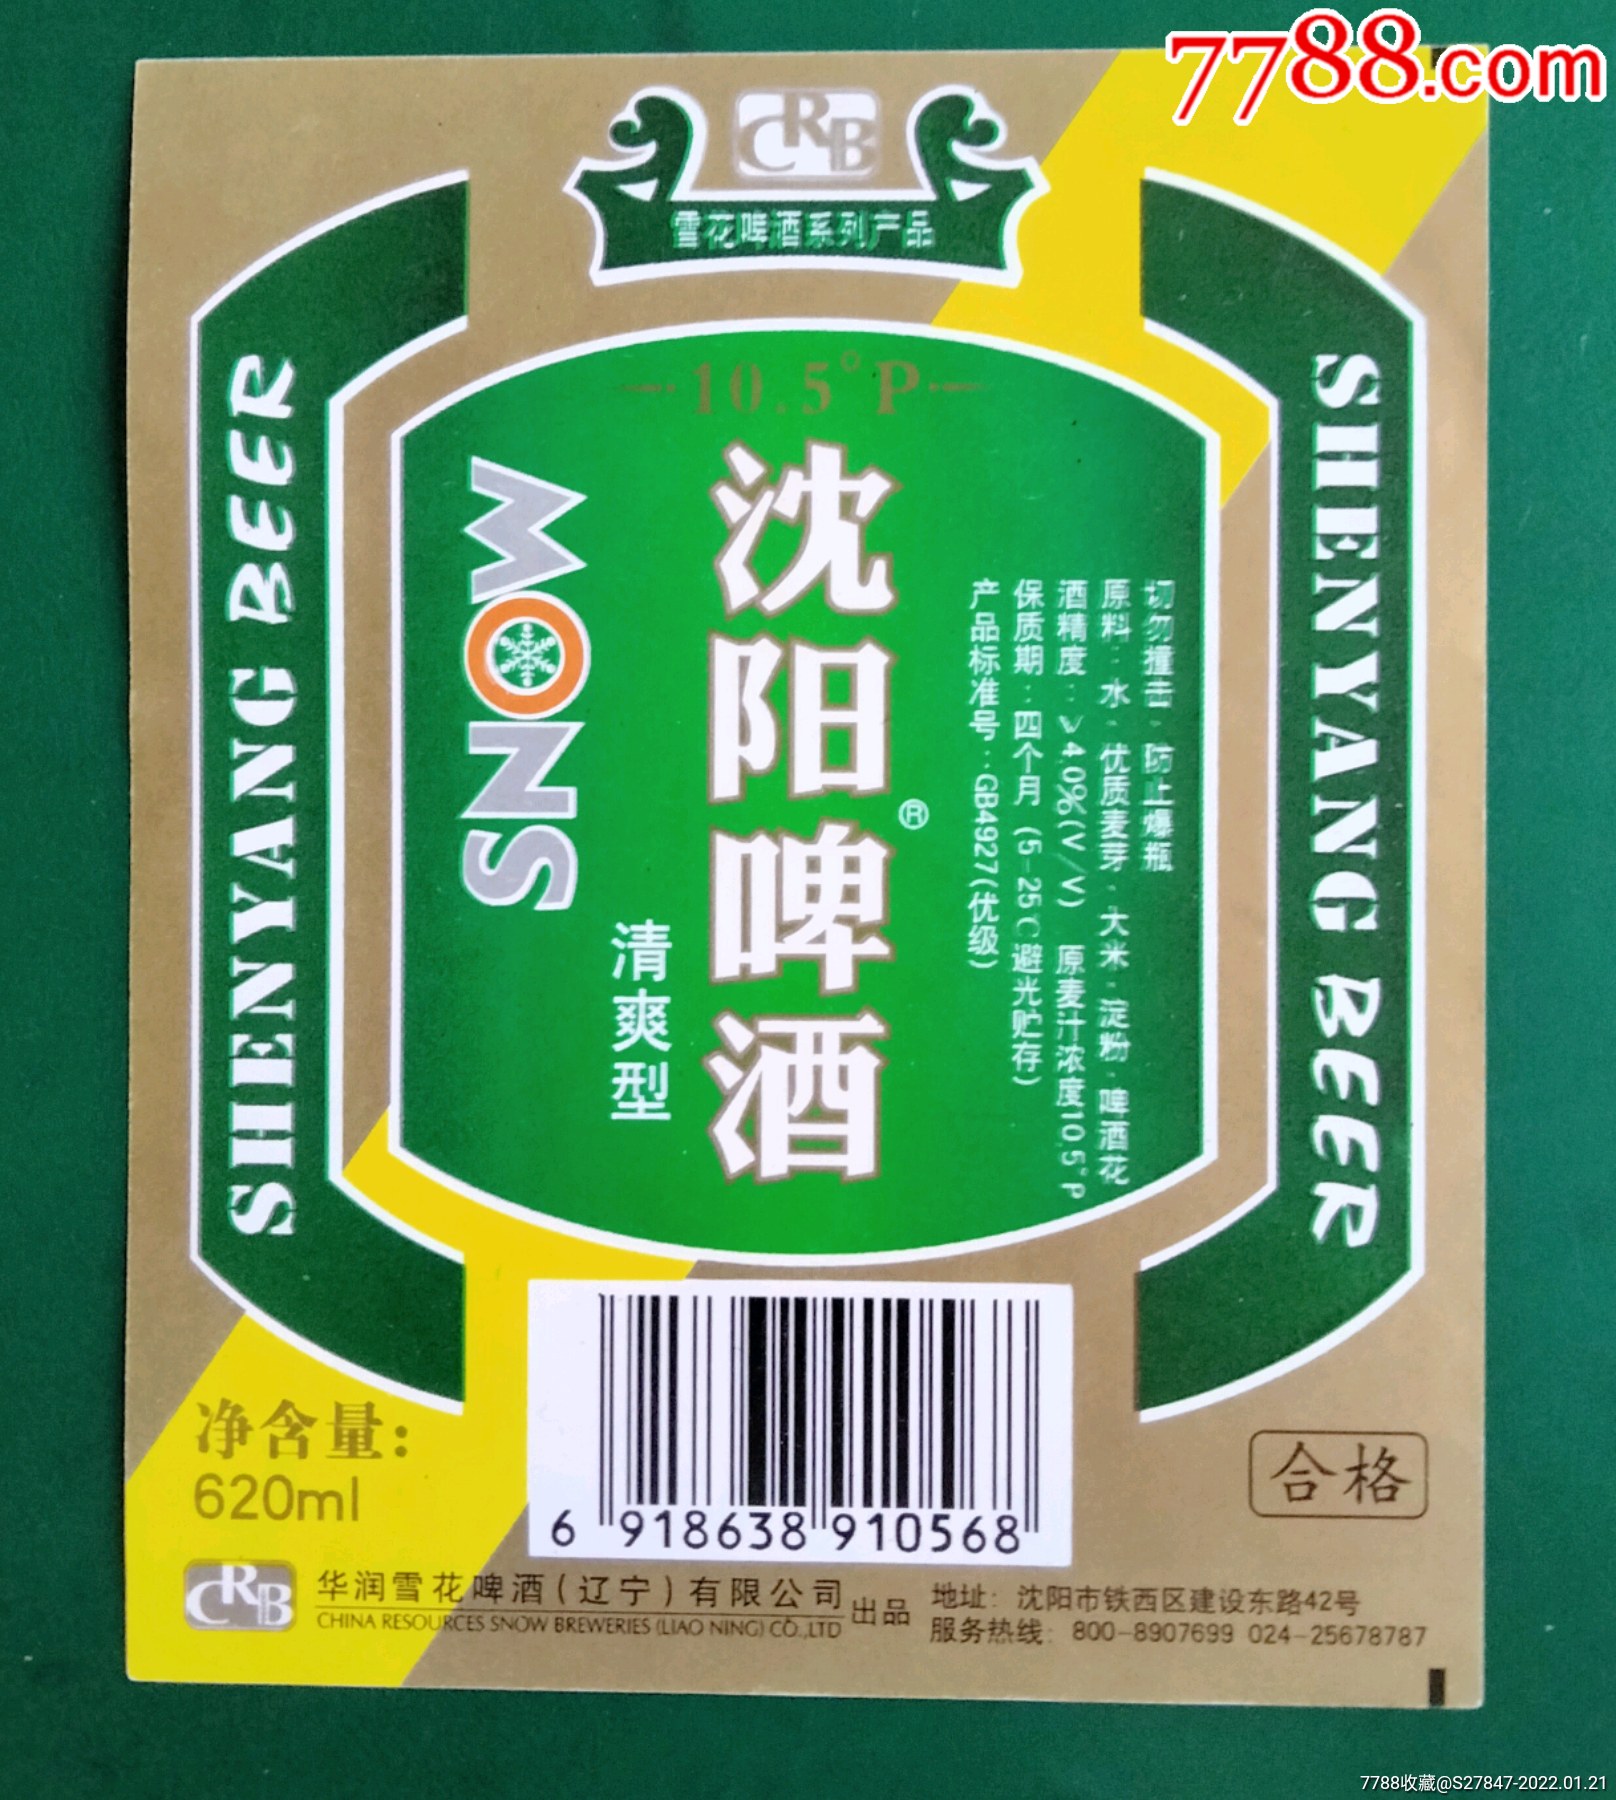 7788.com
CRB
雪花啤酒系列产品
SHENYANG BEER
10.5°P
SNOW
沈阳啤酒®
清爽型
切勿撞击·防止爆瓶
原料:水·优质麦芽·大米·淀粉·啤酒花
酒精度:≥4.0%(V/V) 原麦汁浓度10.5°P
保质期:四个月(5-25℃避光贮存)
产品标准号:GB4927(优级)
SHENYANG BEER
净含量:
620ml
6 918638 910568
合格
CRB
华润雪花啤酒(辽宁)有限公司
CHINA RESOURCES SNOW BREWERIES (LIAO NING) CO.,LTD
出品
地址: 沈阳市铁西区建设东路42号
服务热线: 800-8907699 024-25678787
7788收藏@S27847-2022.01.21